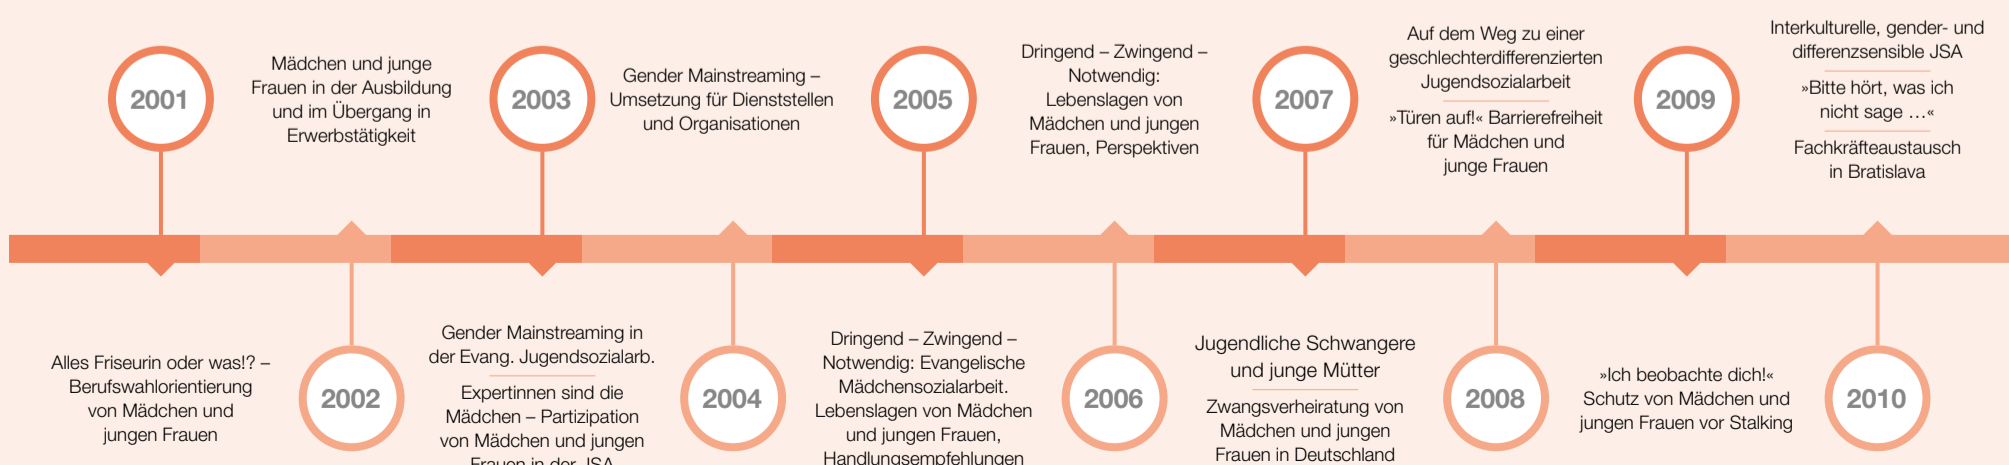 2001
Alles Friseurin oder was!? –
Berufswahlorientierung
von Mädchen und
jungen Frauen
2002
Mädchen und junge
Frauen in der Ausbildung
und im Übergang in
Erwerbstätigkeit
2003
Gender Mainstreaming in
der Evang. Jugendsozialarb.
Expertinnen sind die
Mädchen – Partizipation
von Mädchen und jungen
Frauen in der JSA
2004
Gender Mainstreaming –
Umsetzung für Dienststellen
und Organisationen
2005
Dringend – Zwingend –
Notwendig: Evangelische
Mädchensozialarbeit.
Lebenslagen von Mädchen
und jungen Frauen,
Handlungsempfehlungen
2006
Dringend – Zwingend –
Notwendig:
Lebenslagen von
Mädchen und jungen
Frauen, Perspektiven
2007
Jugendliche Schwangere
und junge Mütter
Zwangsverheiratung von
Mädchen und jungen
Frauen in Deutschland
2008
Auf dem Weg zu einer
geschlechterdifferenzierten
Jugendsozialarbeit
»Türen auf!« Barrierefreiheit
für Mädchen und
junge Frauen
2009
»Ich beobachte dich!«
Schutz von Mädchen und
jungen Frauen vor Stalking
2010
Interkulturelle, gender- und
differenzsensible JSA
»Bitte hört, was ich
nicht sage …«
Fachkräfteaustausch
in Bratislava